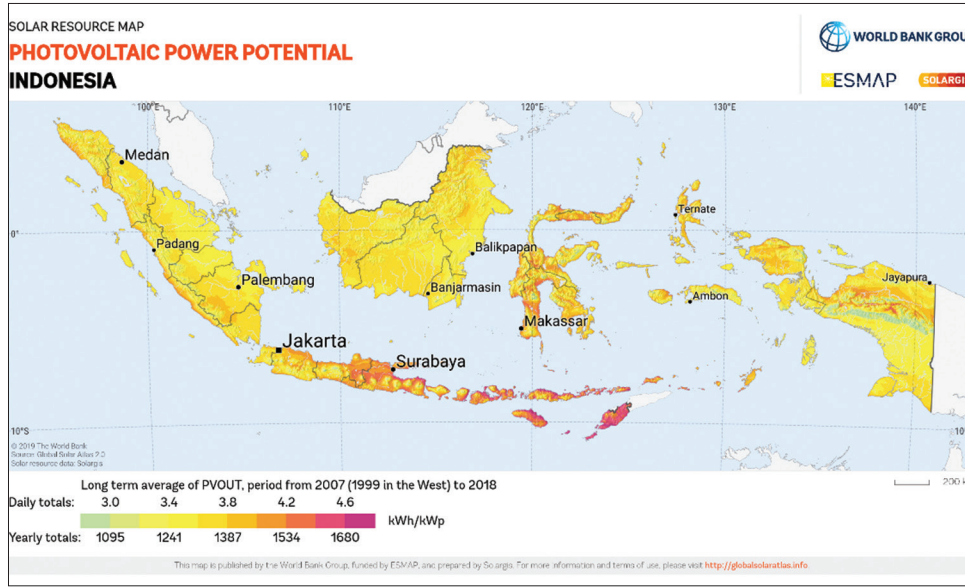 SOLAR RESOURCE MAP
PHOTOVOLTAIC POWER POTENTIAL
INDONESIA
WORLD BANK GROU
ESMAP
SOLARGI
100°E 110°E 120°E 130°E 140°E
Medan
Ternate
0°
Padang
Balikpapan
Palembang
Jayapura
Banjarmasin
Ambon
Makassar
Jakarta
Surabaya
10°S
10°
© 2019 The World Bank
Source: Global Solar Atlas 2.0
Solar resource data: Solargis
200 k
Long term average of PVOUT, period from 2007 (1999 in the West) to 2018
Daily totals: 3.0 3.4 3.8 4.2 4.6
kWh/kWp
Yearly totals: 1095 1241 1387 1534 1680
This map is published by the World Bank Group, funded by ESMAP, and prepared by Solargis. For more information and terms of use, please visit http://globalsolaratlas.info